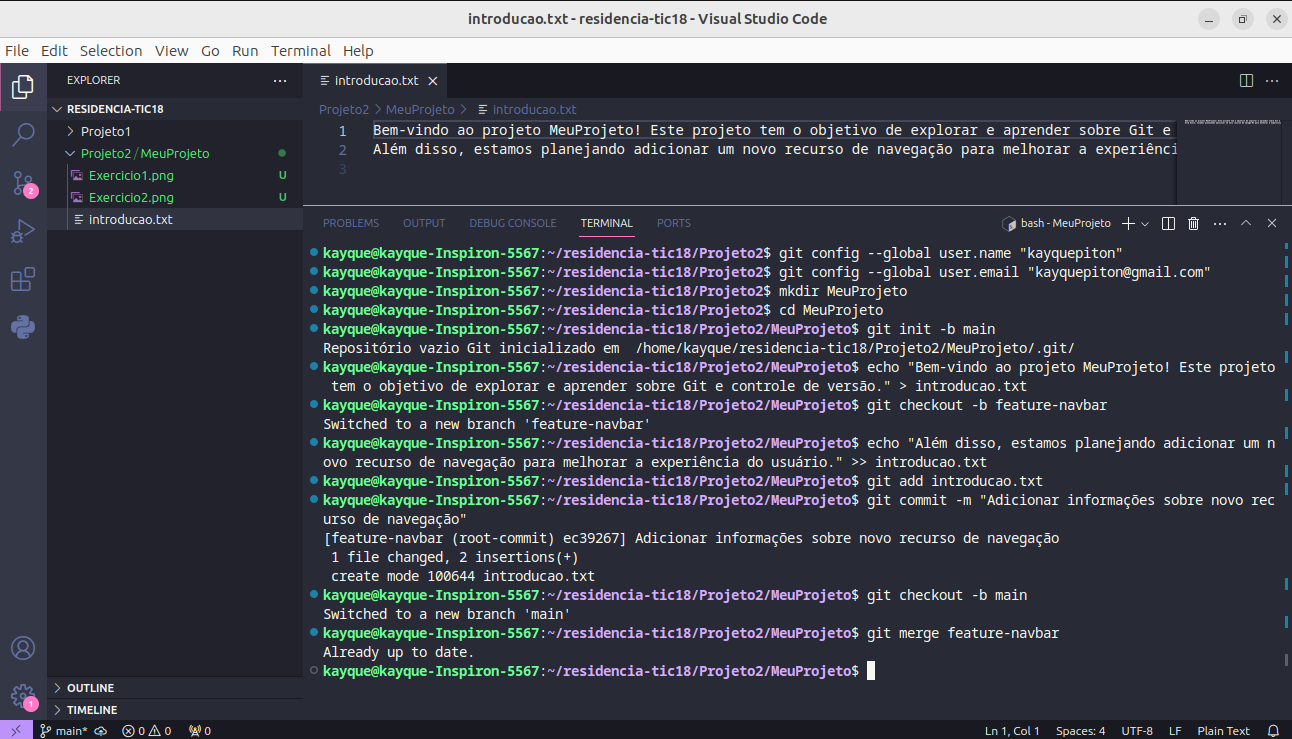 introducao.txt - residencia-tic18 - Visual Studio Code
File Edit Selection View Go Run Terminal Help
EXPLORER
introducao.txt
RESIDENCIA-TIC18
Projeto1
Projeto2 / MeuProjeto
Exercicio1.png U
Exercicio2.png U
introducao.txt
2
Projeto2 > MeuProjeto > introducao.txt
1 Bem-vindo ao projeto MeuProjeto! Este projeto tem o objetivo de explorar e aprender sobre Git e
2 Além disso, estamos planejando adicionar um novo recurso de navegação para melhorar a experiênci
3
PROBLEMS OUTPUT DEBUG CONSOLE TERMINAL PORTS
bash - MeuProjeto
kayque@kayque-Inspiron-5567:~/residencia-tic18/Projeto2$ git config --global user.name "kayquepiton"
kayque@kayque-Inspiron-5567:~/residencia-tic18/Projeto2$ git config --global user.email "kayquepiton@gmail.com"
kayque@kayque-Inspiron-5567:~/residencia-tic18/Projeto2$ mkdir MeuProjeto
kayque@kayque-Inspiron-5567:~/residencia-tic18/Projeto2$ cd MeuProjeto
kayque@kayque-Inspiron-5567:~/residencia-tic18/Projeto2/MeuProjeto$ git init -b main
Repositório vazio Git inicializado em  /home/kayque/residencia-tic18/Projeto2/MeuProjeto/.git/
kayque@kayque-Inspiron-5567:~/residencia-tic18/Projeto2/MeuProjeto$ echo "Bem-vindo ao projeto MeuProjeto! Este projeto
 tem o objetivo de explorar e aprender sobre Git e controle de versão." > introducao.txt
kayque@kayque-Inspiron-5567:~/residencia-tic18/Projeto2/MeuProjeto$ git checkout -b feature-navbar
Switched to a new branch 'feature-navbar'
kayque@kayque-Inspiron-5567:~/residencia-tic18/Projeto2/MeuProjeto$ echo "Além disso, estamos planejando adicionar um n
ovo recurso de navegação para melhorar a experiência do usuário." >> introducao.txt
kayque@kayque-Inspiron-5567:~/residencia-tic18/Projeto2/MeuProjeto$ git add introducao.txt
kayque@kayque-Inspiron-5567:~/residencia-tic18/Projeto2/MeuProjeto$ git commit -m "Adicionar informações sobre novo rec
urso de navegação"
[feature-navbar (root-commit) ec39267] Adicionar informações sobre novo recurso de navegação
 1 file changed, 2 insertions(+)
 create mode 100644 introducao.txt
kayque@kayque-Inspiron-5567:~/residencia-tic18/Projeto2/MeuProjeto$ git checkout -b main
Switched to a new branch 'main'
kayque@kayque-Inspiron-5567:~/residencia-tic18/Projeto2/MeuProjeto$ git merge feature-navbar
Already up to date.
kayque@kayque-Inspiron-5567:~/residencia-tic18/Projeto2/MeuProjeto$
OUTLINE
TIMELINE
1
main* 0 0 0
Ln 1, Col 1 Spaces: 4 UTF-8 LF Plain Text